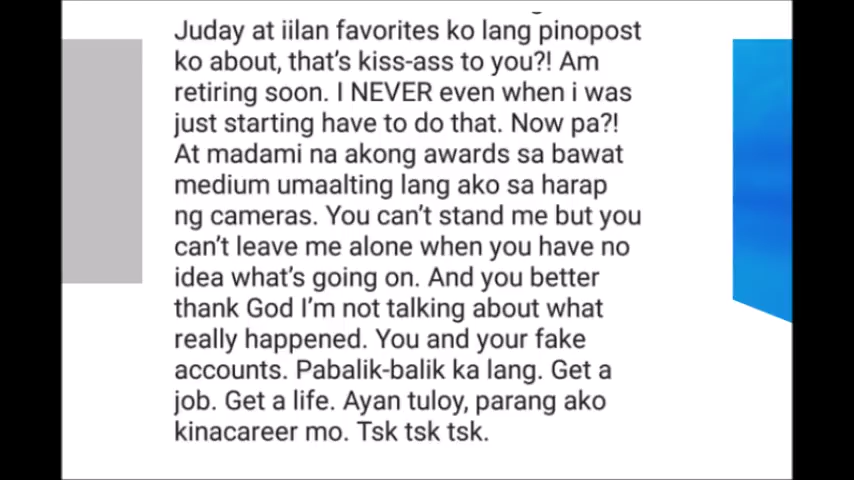 Juday at iilan favorites ko lang pinopost
ko about, that's kiss-ass to you?! Am
retiring soon. I NEVER even when i was
just starting have to do that. Now pa?!
At madami na akong awards sa bawat
medium umaalting lang ako sa harap
ng cameras. You can't stand me but you
can't leave me alone when you have no
idea what's going on. And you better
thank God I'm not talking about what
really happened. You and your fake
accounts. Pabalik-balik ka lang. Get a
job. Get a life. Ayan tuloy, parang ako
kinacareer mo. Tsk tsk tsk.